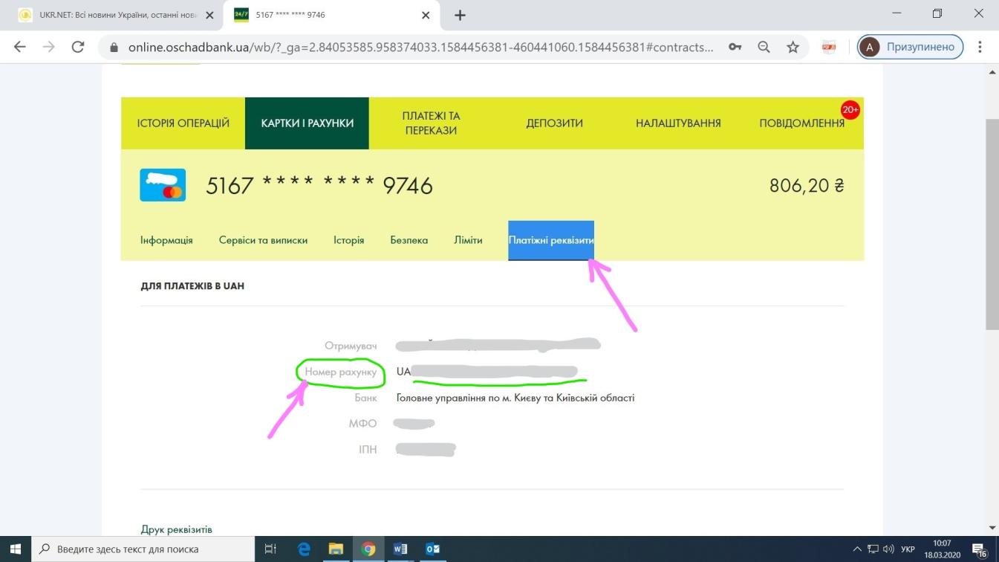 UKR.NET: Всі новини України, останні нов
24/7
5167 **** **** 9746
online.oschadbank.ua/wb/?_ga=2.84053585.958374033.1584456381-460441060.1584456381#contracts...
A
Призупинено
ІСТОРІЯ ОПЕРАЦІЙ
КАРТКИ І РАХУНКИ
ПЛАТЕЖІ ТА
ПЕРЕКАЗИ
ДЕПОЗИТИ
НАЛАШТУВАННЯ
ПОВІДОМЛЕННЯ
20+
5167 **** **** 9746
806,20 ₴
Інформація
Сервіси та виписки
Історія
Безпека
Ліміти
Платіжні реквізити
ДЛЯ ПЛАТЕЖІВ В UAH
Отримувач
Номер рахунку UA
Банк Головне управління по м. Києву та Київській області
МФО
ІПН
Друк реквізитів
Введите здесь текст для поиска
УКР
10:07
18.03.2020
16